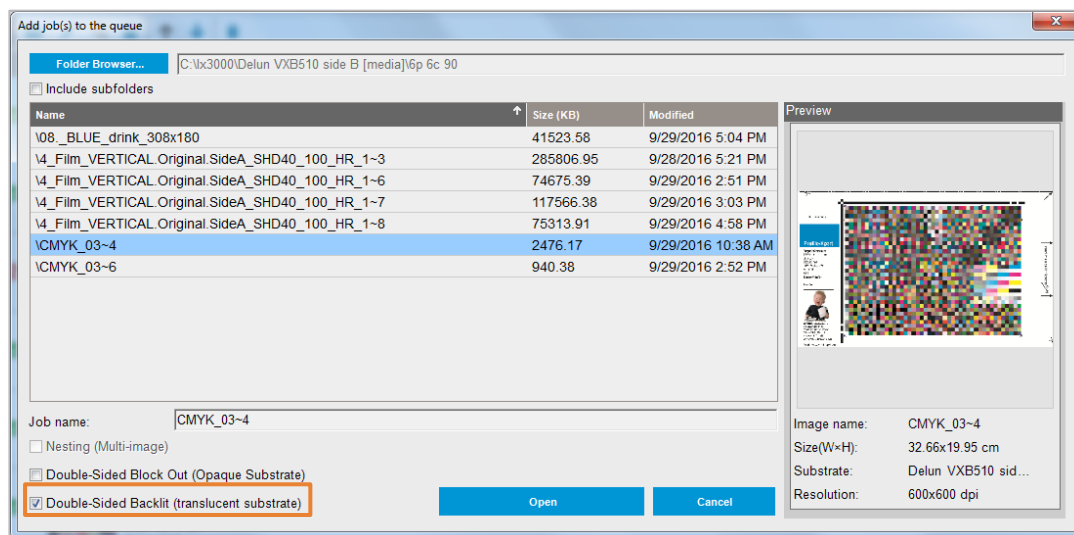 Add job(s) to the queue
Folder Browser... C:\lx3000\Delun VXB510 side B [media]\6p 6c 90
Include subfolders
Name Size (KB) Modified
\08._BLUE_drink_308x180 41523.58 9/29/2016 5:04 PM
\4_Film_VERTICAL.Original.SideA_SHD40_100_HR_1~3 285806.95 9/28/2016 5:21 PM
\4_Film_VERTICAL.Original.SideA_SHD40_100_HR_1~6 74675.39 9/29/2016 2:51 PM
\4_Film_VERTICAL.Original.SideA_SHD40_100_HR_1~7 117566.38 9/29/2016 3:03 PM
\4_Film_VERTICAL.Original.SideA_SHD40_100_HR_1~8 75313.91 9/29/2016 4:58 PM
\CMYK_03~4 2476.17 9/29/2016 10:38 AM
\CMYK_03~6 940.38 9/29/2016 2:52 PM
Job name: CMYK_03~4
Nesting (Multi-image)
Double-Sided Block Out (Opaque Substrate)
Double-Sided Backlit (translucent substrate)
Open Cancel
Preview
Profile-Xpert
Image name: CMYK_03~4
Size(W×H): 32.66x19.95 cm
Substrate: Delun VXB510 sid...
Resolution: 600x600 dpi